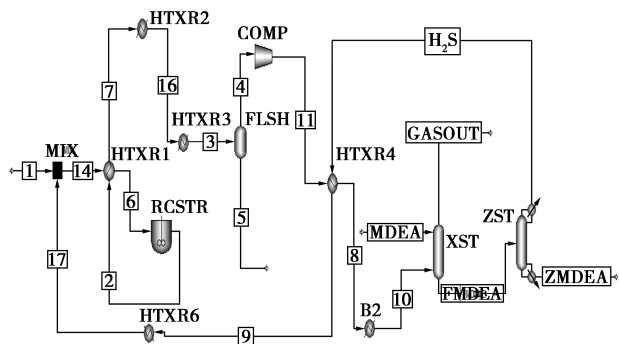 HTXR2
COMP
H₂S
7
16
4
HTXR3
3
FLSH
11
GASOUT
MIX
HTXR1
HTXR4
1
14
6
RCSTR
5
ZST
MDEA
XST
17
2
8
10
FMDEA
ZMDEA
HTXR6
9
B2